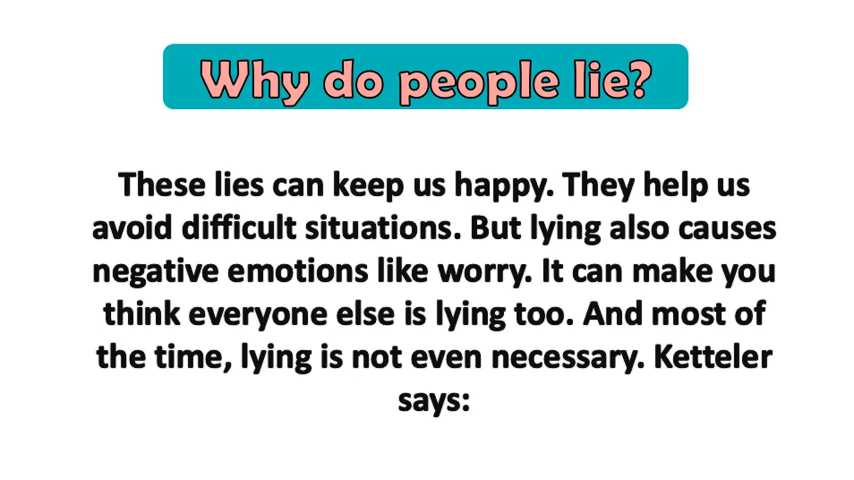 Why do people lie?
These lies can keep us happy. They help us
avoid difficult situations. But lying also causes
negative emotions like worry. It can make you
think everyone else is lying too. And most of
the time, lying is not even necessary. Ketteler
says: